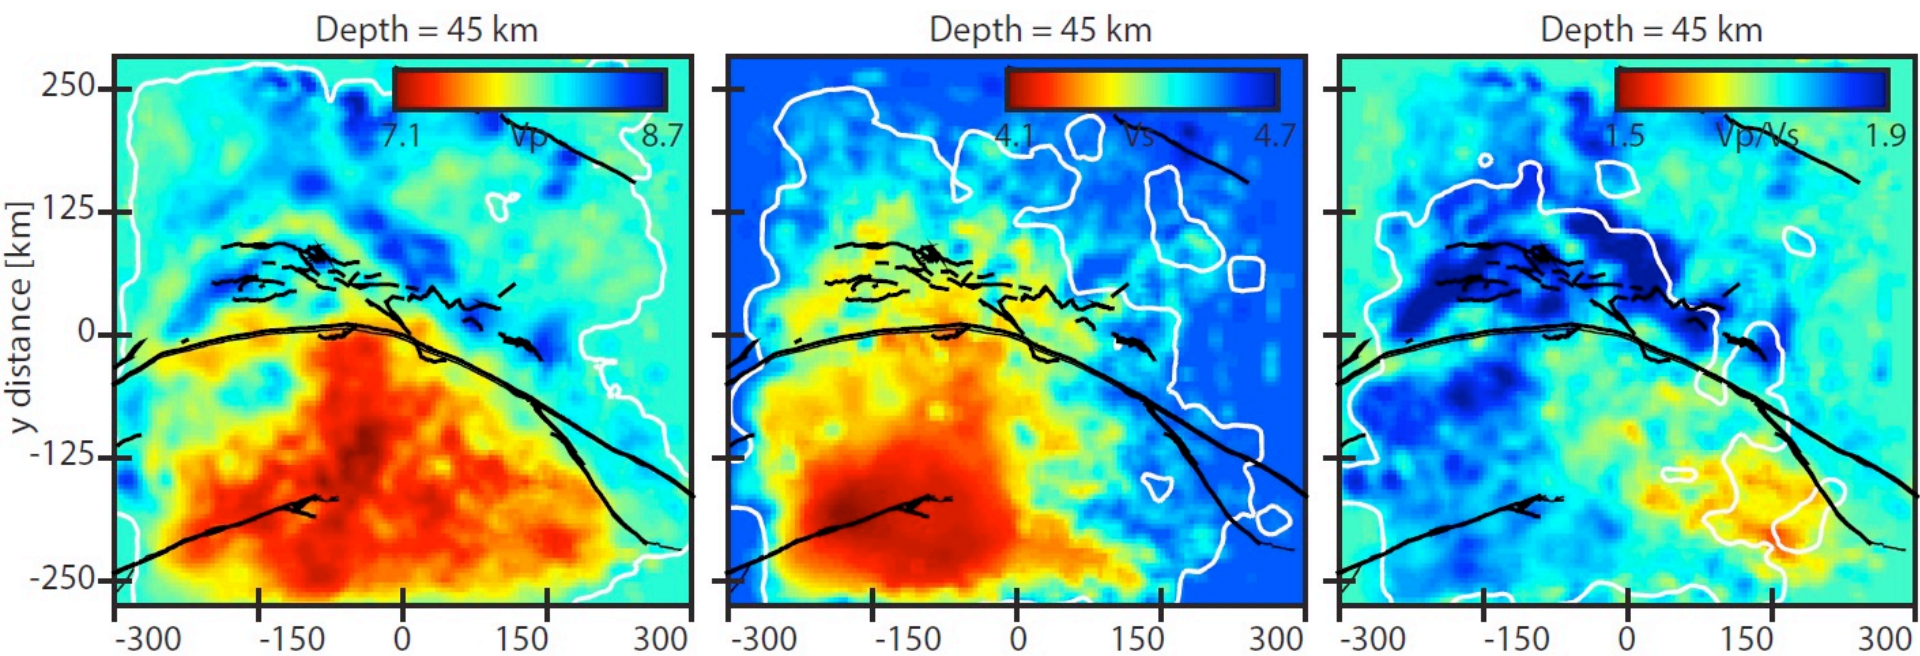 Depth = 45 km
Depth = 45 km
Depth = 45 km
7.1 Vp 8.7
4.1 Vs 4.7
1.5 Vp/Vs 1.9
y distance [km]
250
125
0
-125
-250
-300 -150 0 150 300
-300 -150 0 150 300
-300 -150 0 150 300